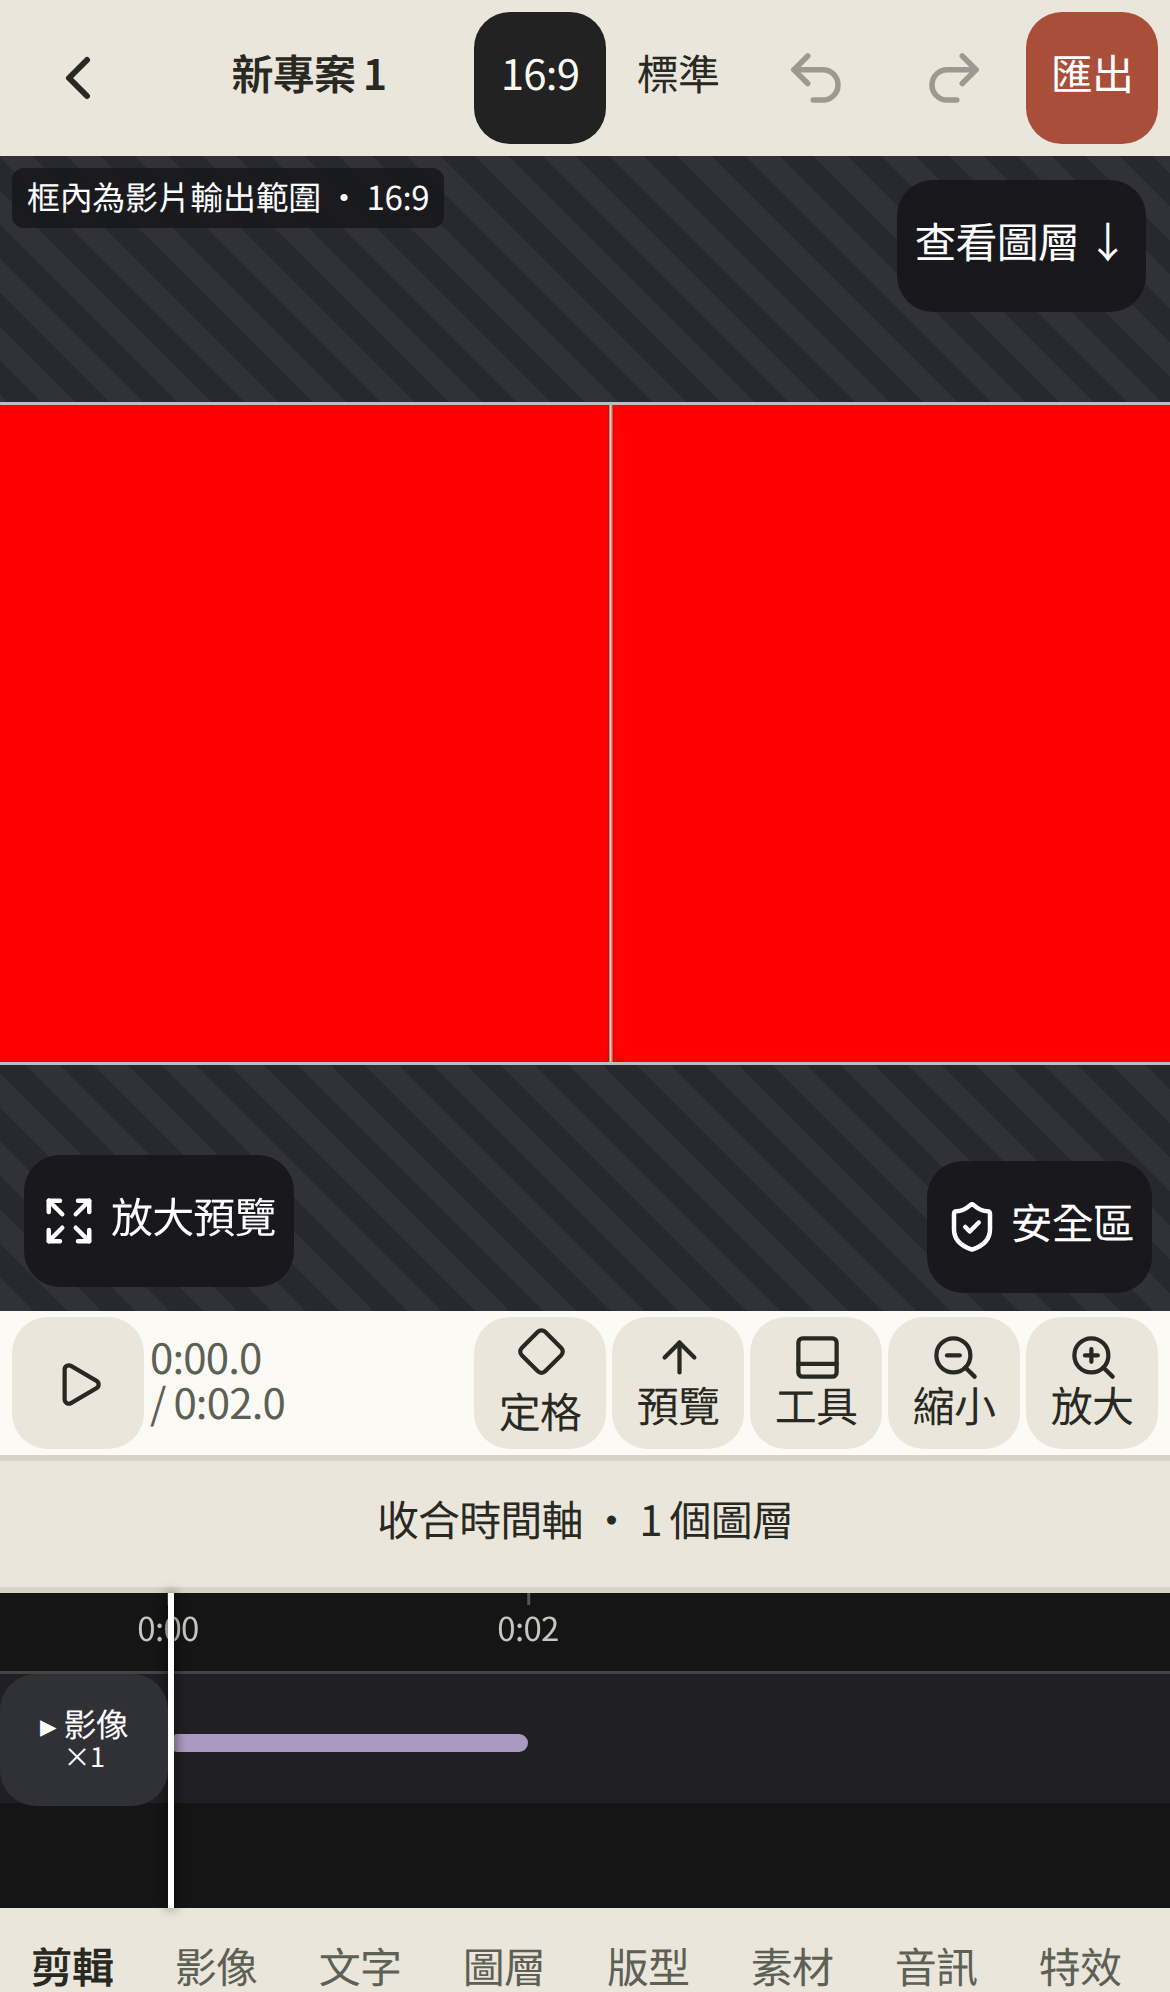 新專案 1
16:9
標準
匯出
框內為影片輸出範圍 · 16:9
查看圖層 ↓
放大預覽
安全區
0:00.0
/ 0:02.0
定格
預覽
工具
縮小
放大
收合時間軸 · 1 個圖層
0:00
0:02
▸ 影像
×1
剪輯
影像
文字
圖層
版型
素材
音訊
特效